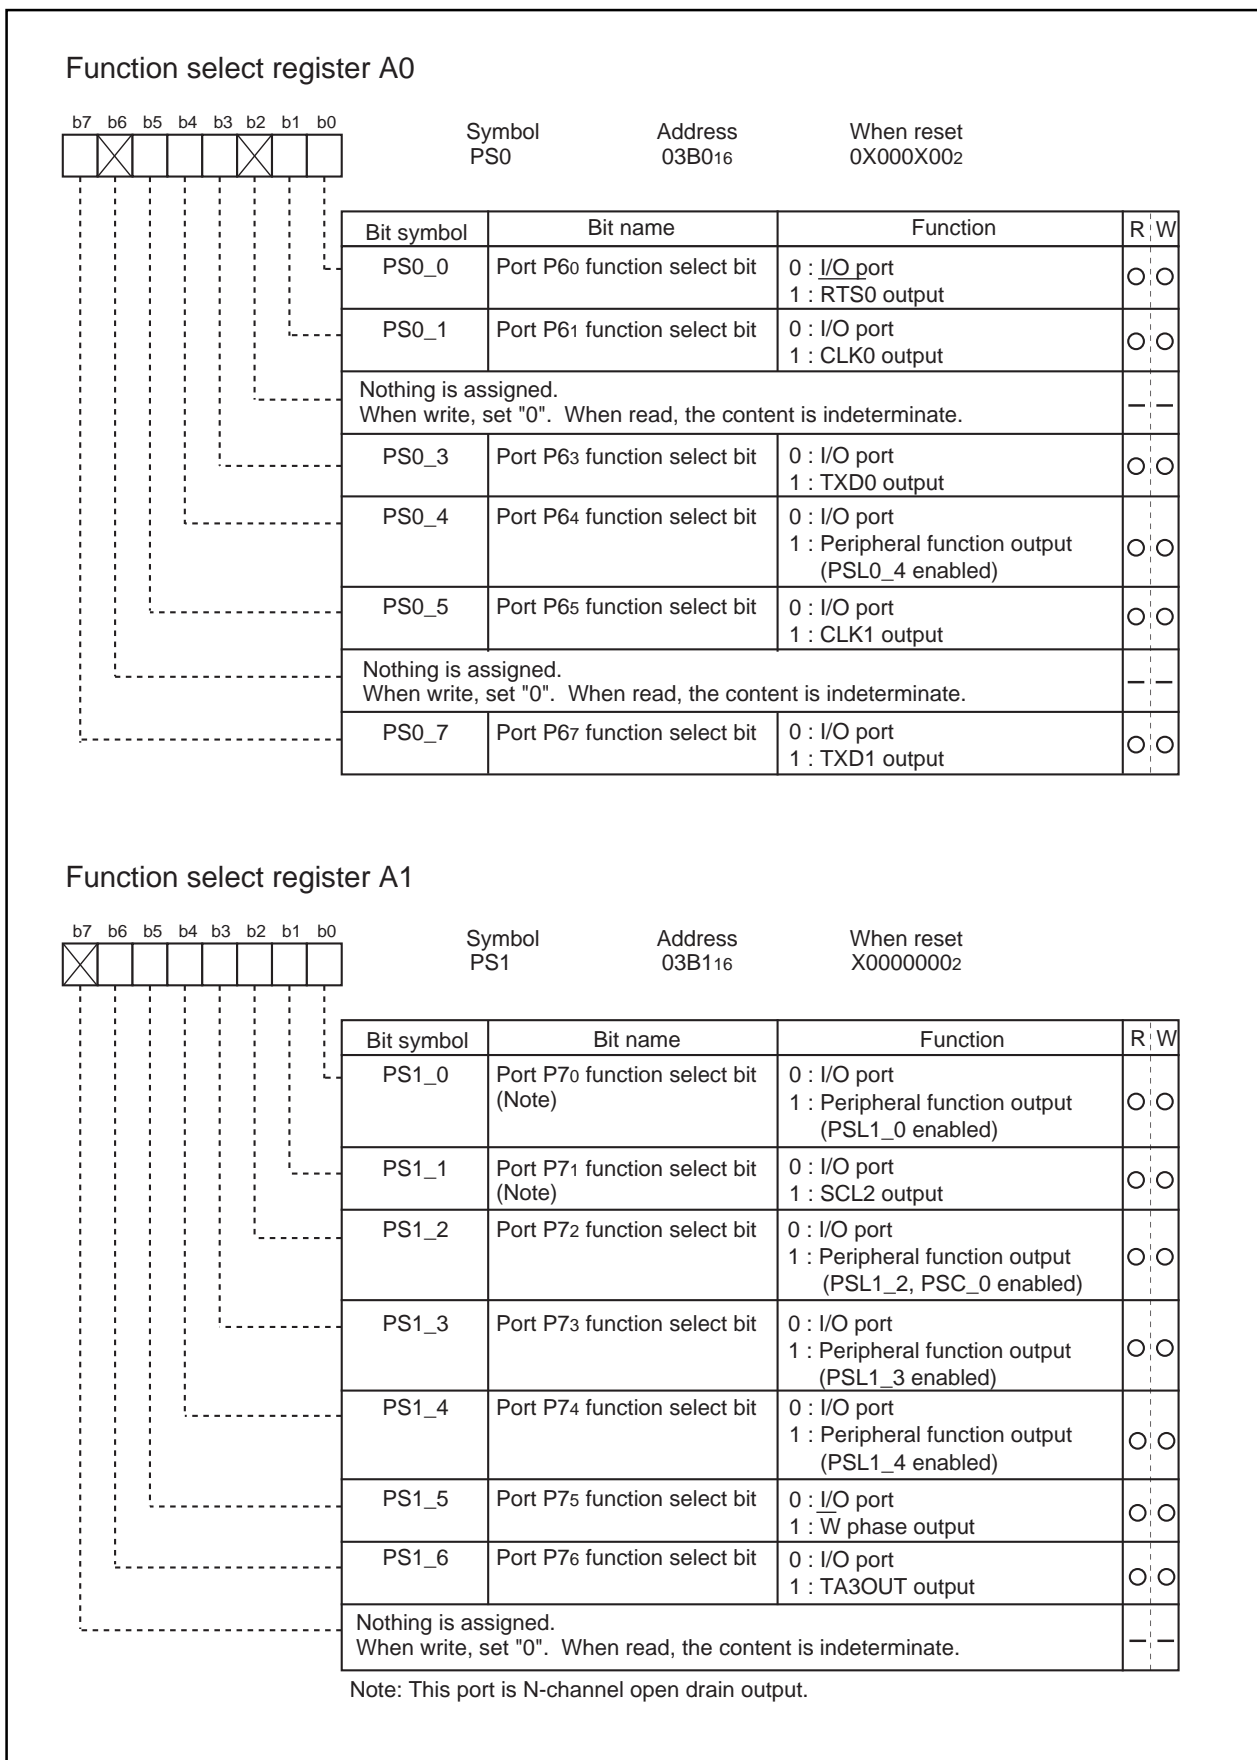 Function select register A0
b7 b6 b5 b4 b3 b2 b1 b0
Symbol Address When reset
PS0 03B016 0X000X002
Bit symbol Bit name Function R W
PS0_0 Port P60 function select bit 0 : I/O port
1 : RTS0 output
PS0_1 Port P61 function select bit 0 : I/O port
1 : CLK0 output
Nothing is assigned.
When write, set "0". When read, the content is indeterminate.
PS0_3 Port P63 function select bit 0 : I/O port
1 : TXD0 output
PS0_4 Port P64 function select bit 0 : I/O port
1 : Peripheral function output
(PSL0_4 enabled)
PS0_5 Port P65 function select bit 0 : I/O port
1 : CLK1 output
Nothing is assigned.
When write, set "0". When read, the content is indeterminate.
PS0_7 Port P67 function select bit 0 : I/O port
1 : TXD1 output
Function select register A1
b7 b6 b5 b4 b3 b2 b1 b0
Symbol Address When reset
PS1 03B116 X00000002
Bit symbol Bit name Function R W
PS1_0 Port P70 function select bit 0 : I/O port
(Note) 1 : Peripheral function output
(PSL1_0 enabled)
PS1_1 Port P71 function select bit 0 : I/O port
(Note) 1 : SCL2 output
PS1_2 Port P72 function select bit 0 : I/O port
1 : Peripheral function output
(PSL1_2, PSC_0 enabled)
PS1_3 Port P73 function select bit 0 : I/O port
1 : Peripheral function output
(PSL1_3 enabled)
PS1_4 Port P74 function select bit 0 : I/O port
1 : Peripheral function output
(PSL1_4 enabled)
PS1_5 Port P75 function select bit 0 : I/O port
1 : W̅ phase output
PS1_6 Port P76 function select bit 0 : I/O port
1 : TA3OUT output
Nothing is assigned.
When write, set "0". When read, the content is indeterminate.
Note: This port is N-channel open drain output.